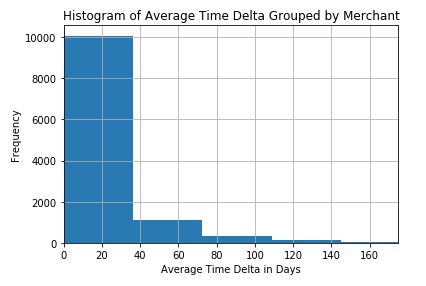 Histogram of Average Time Delta Grouped by Merchant
10000
8000
6000
4000
2000
0
Frequency
0 20 40 60 80 100 120 140 160
Average Time Delta in Days